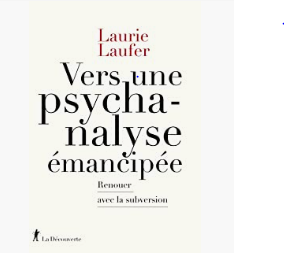 Laurie
Laufer
Vers une
psycha-
nalyse
émancipée
Renouer
avec la subversion
La Découverte